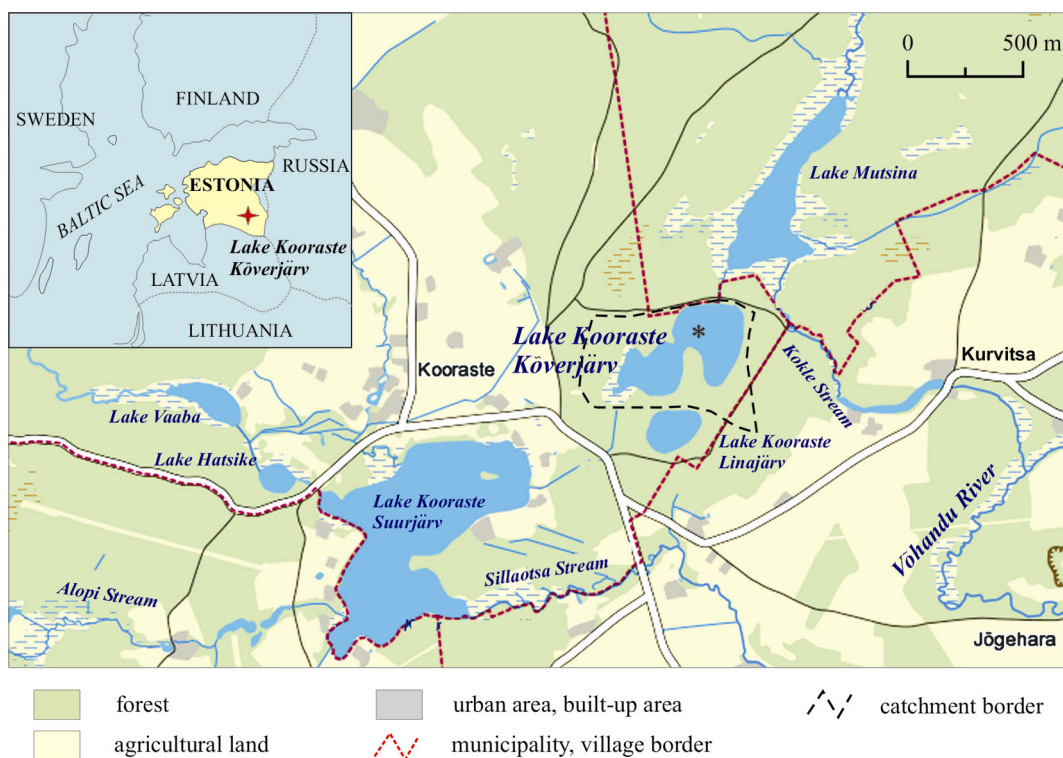 FINLAND
SWEDEN
RUSSIA
ESTONIA
BALTIC SEA
Lake Kooraste
Kõverjärv
LATVIA
LITHUANIA
0 500 m
Lake Mutsina
Lake Kooraste
Kõverjärv
Kooraste
Kurvitsa
Kokle Stream
Lake Vaaba
Lake Kooraste
Linajärv
Lake Hatsike
Lake Kooraste
Suurjärv
Võhandu River
Sillaotsa Stream
Alopi Stream
Jõgehara
*
forest
urban area, built-up area
catchment border
agricultural land
municipality, village border